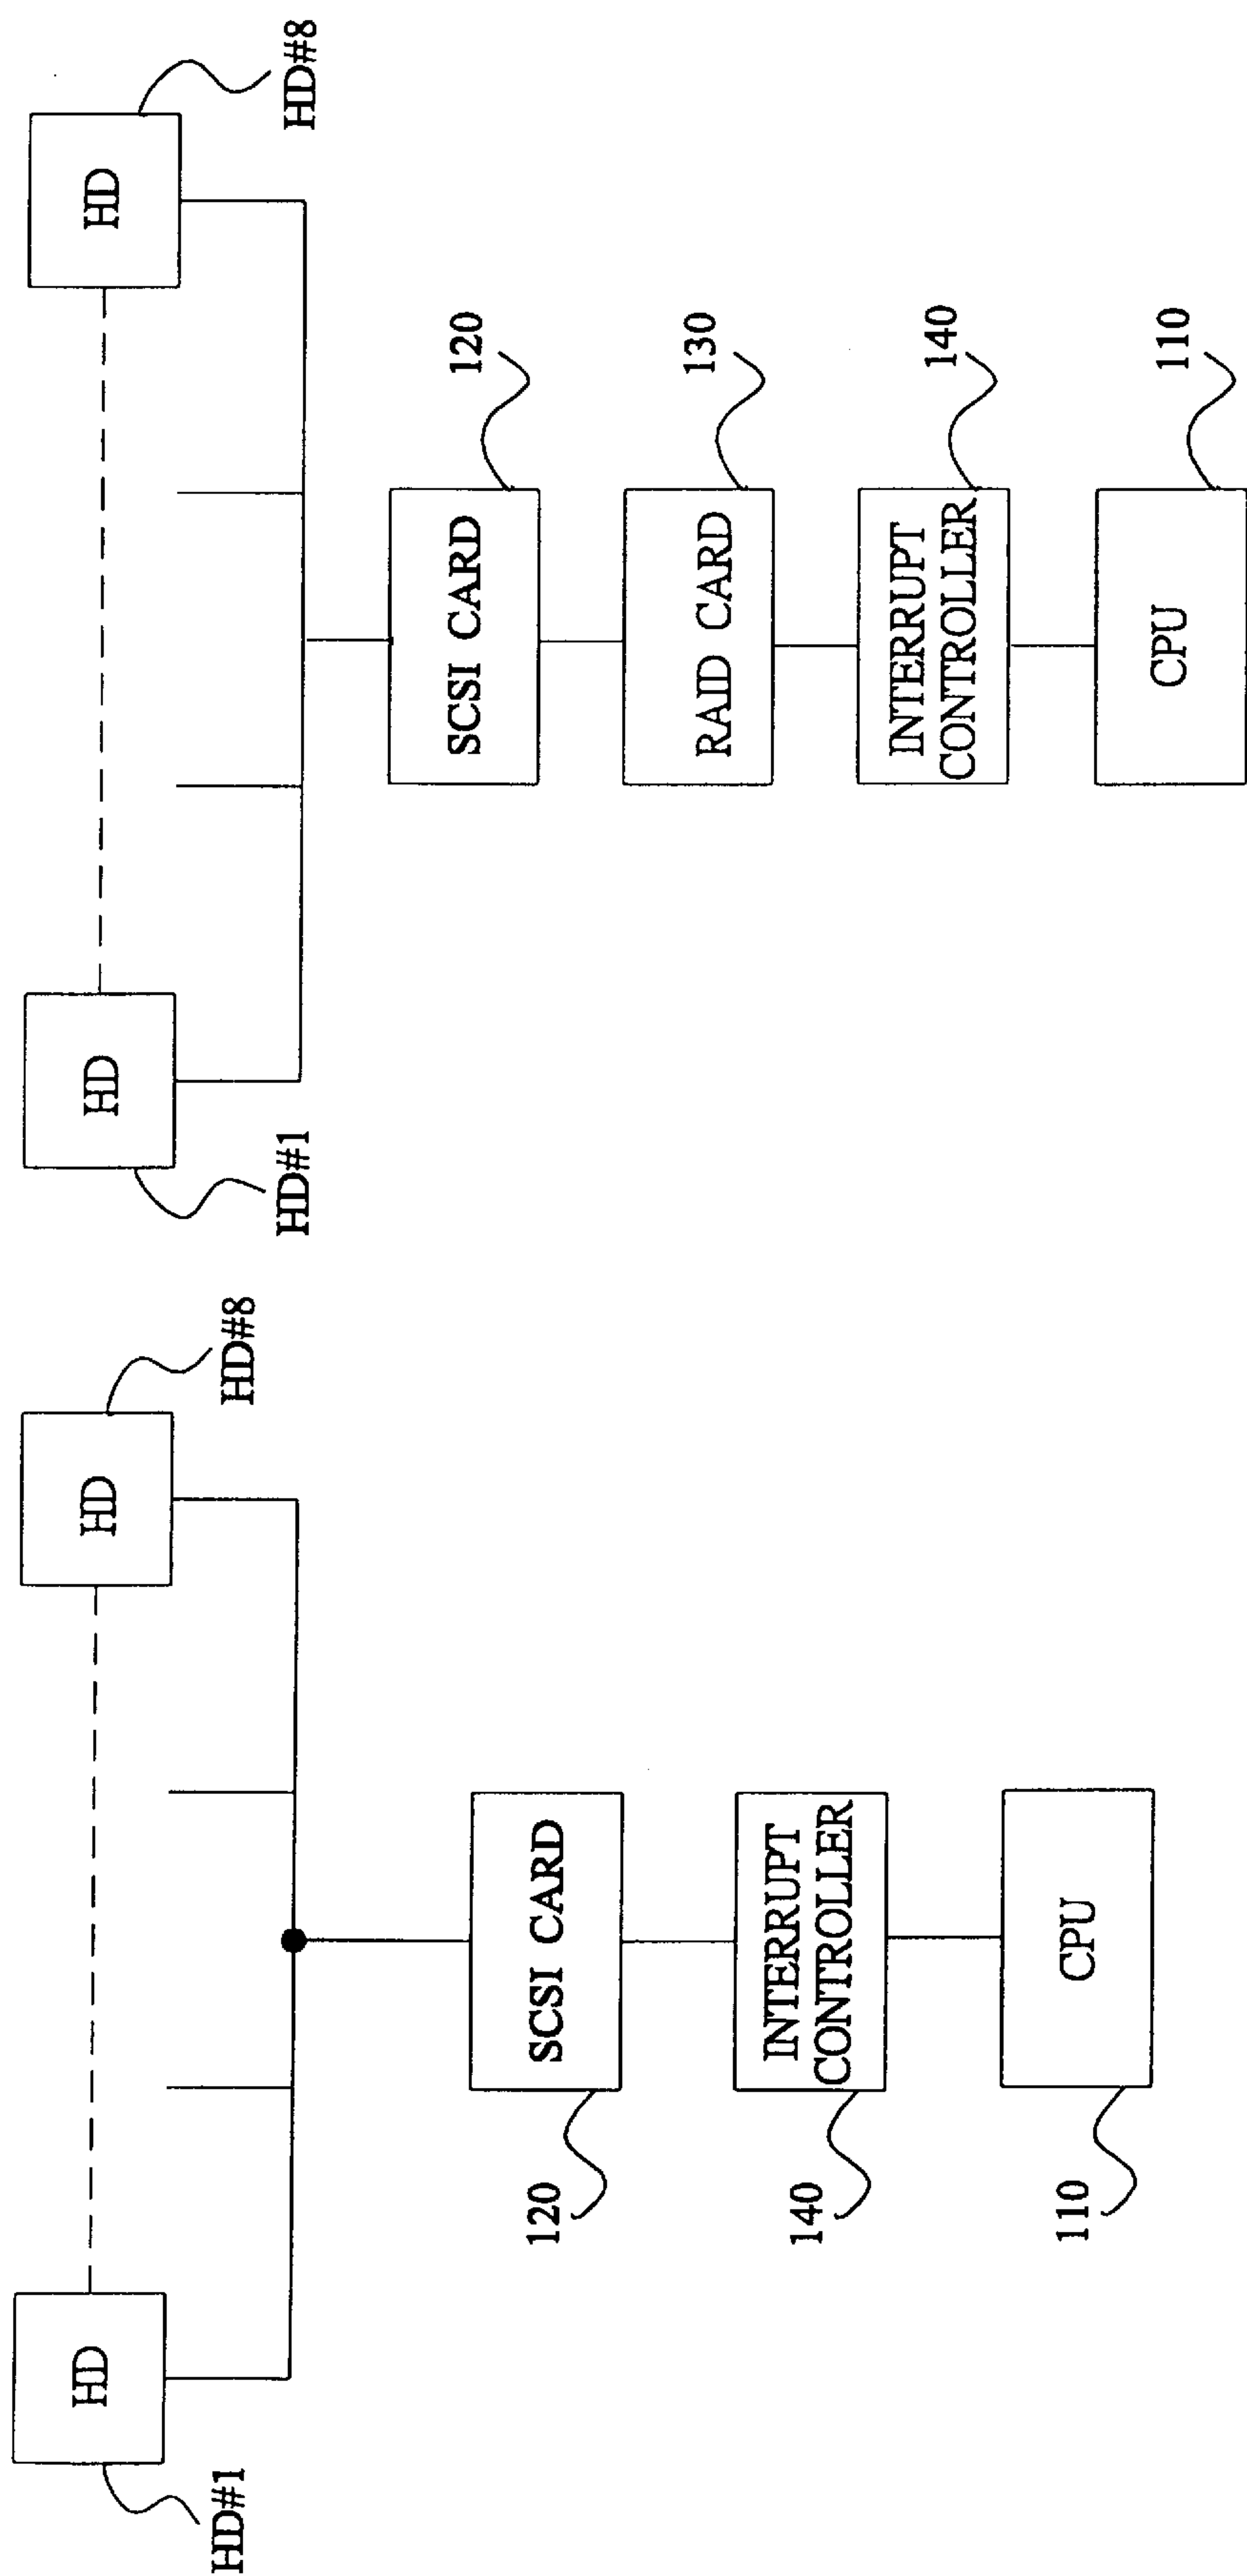 HD
HD
HD#1
HD#8
SCSI CARD
120
INTERRUPT
CONTROLLER
140
CPU
110
HD
HD
HD#1
HD#8
SCSI CARD
120
RAID CARD
130
INTERRUPT
CONTROLLER
140
CPU
110